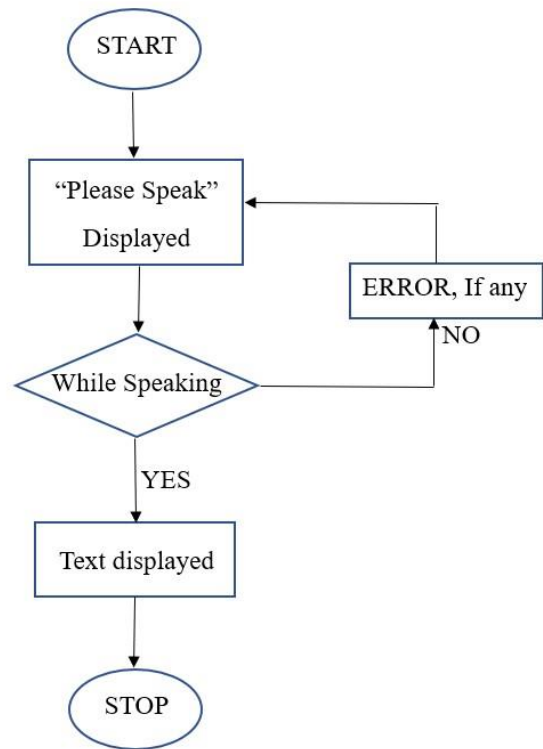 START
“Please Speak”
Displayed
ERROR, If any
NO
While Speaking
YES
Text displayed
STOP